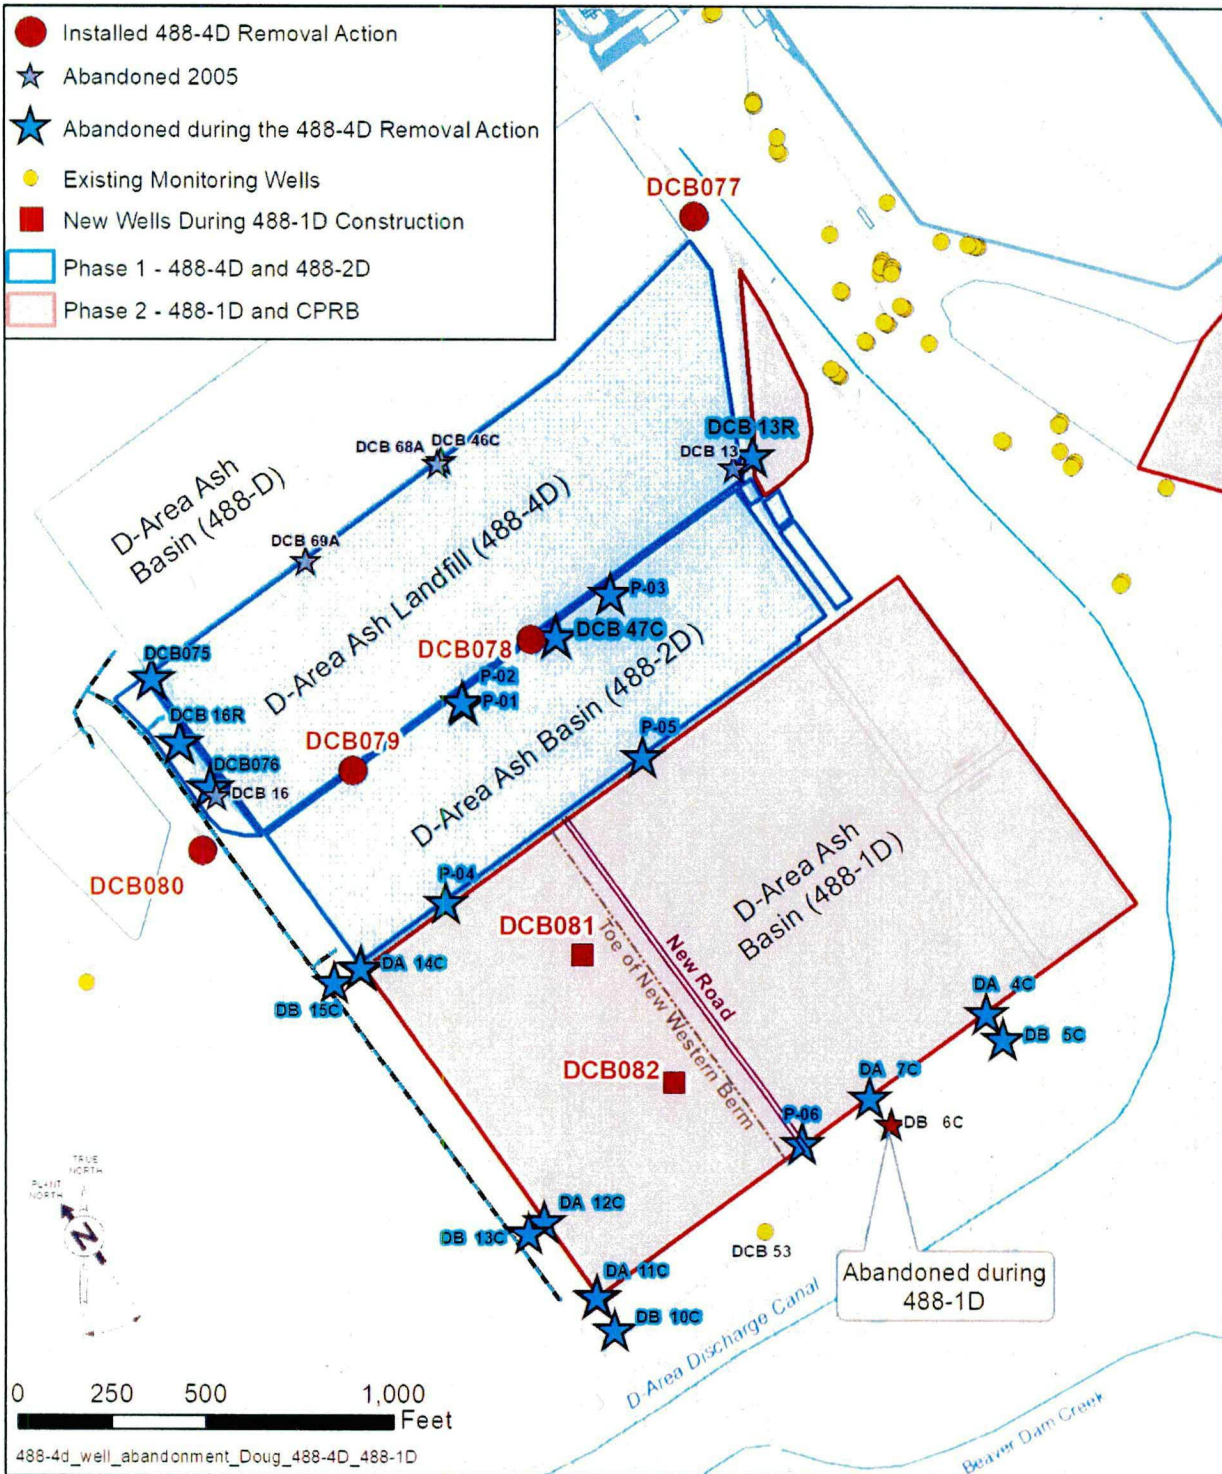 Installed 488-4D Removal Action
Abandoned 2005
Abandoned during the 488-4D Removal Action
Existing Monitoring Wells
New Wells During 488-1D Construction
Phase 1 - 488-4D and 488-2D
Phase 2 - 488-1D and CPRB
DCB077
DCB 13R
DCB 13
DCB 68A
DCB 46C
D-Area Ash
Basin (488-D)
DCB 69A
D-Area Ash Landfill (488-4D)
P-03
DCB 47C
DCB078
DCB075
P-02
P-01
D-Area Ash Basin (488-2D)
DCB 16R
P-05
DCB079
DCB076
DCB 16
DCB080
P-04
D-Area Ash
Basin (488-1D)
DCB081
Toe of New Western Berm
New Road
DA 14C
DB 15C
DA 4C
DB 5C
DCB082
DA 7C
P-06
DB 6C
TRUE
NORTH
PLANT
NORTH
N
DA 12C
DB 13C
DCB 53
Abandoned during
488-1D
DA 11C
DB 10C
D-Area Discharge Canal
Beaver Dam Creek
0 250 500 1,000
Feet
488-4d_well_abandonment_Doug_488-4D_488-1D